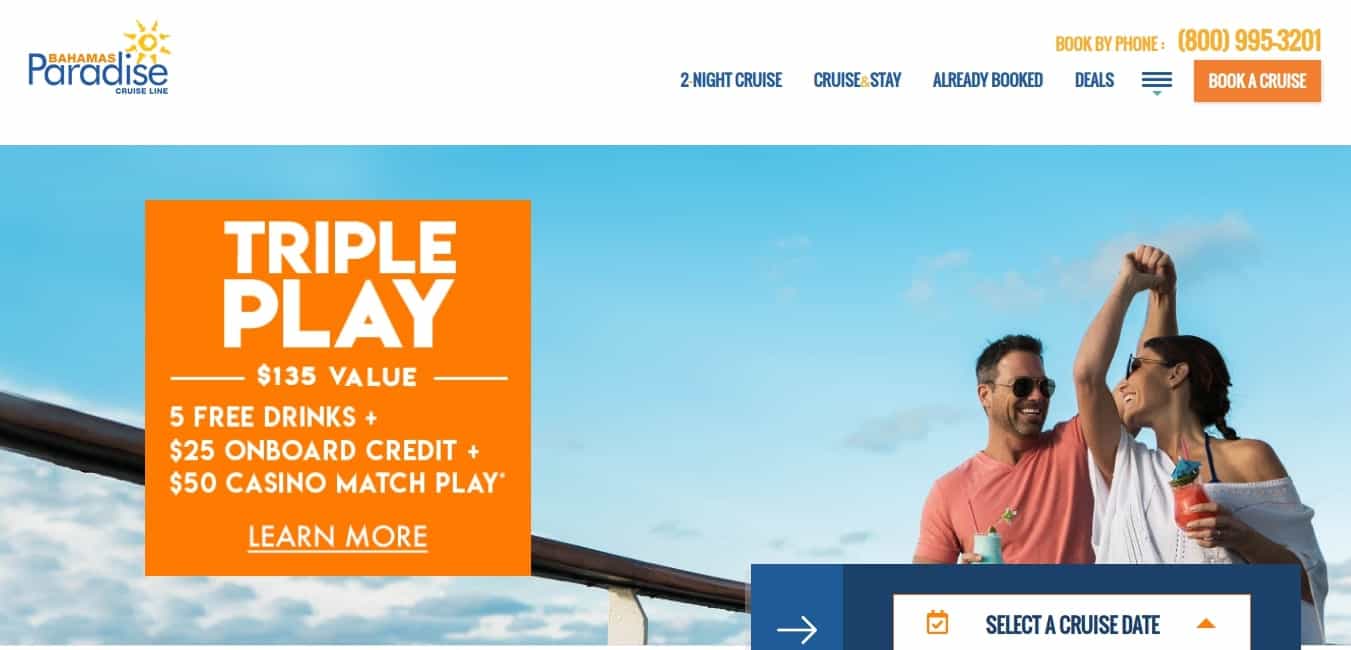 BAHAMAS
Paradise
CRUISE LINE
BOOK BY PHONE : (800) 995-3201
2-NIGHT CRUISE CRUISE&STAY ALREADY BOOKED DEALS BOOK A CRUISE
TRIPLE
PLAY
$135 VALUE
5 FREE DRINKS +
$25 ONBOARD CREDIT +
$50 CASINO MATCH PLAY*
LEARN MORE
SELECT A CRUISE DATE